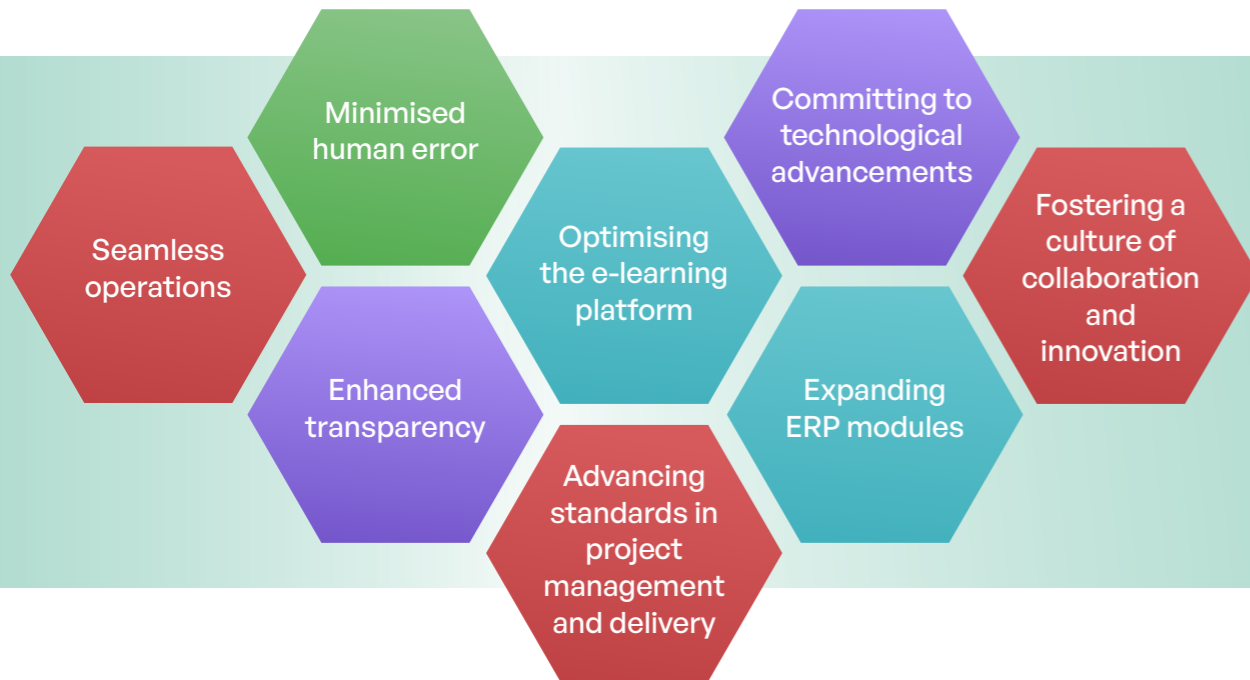 Minimised
human error
Committing to
technological
advancements
Seamless
operations
Optimising
the e-learning
platform
Fostering a
culture of
collaboration
and
innovation
Enhanced
transparency
Expanding
ERP modules
Advancing
standards in
project
management
and delivery